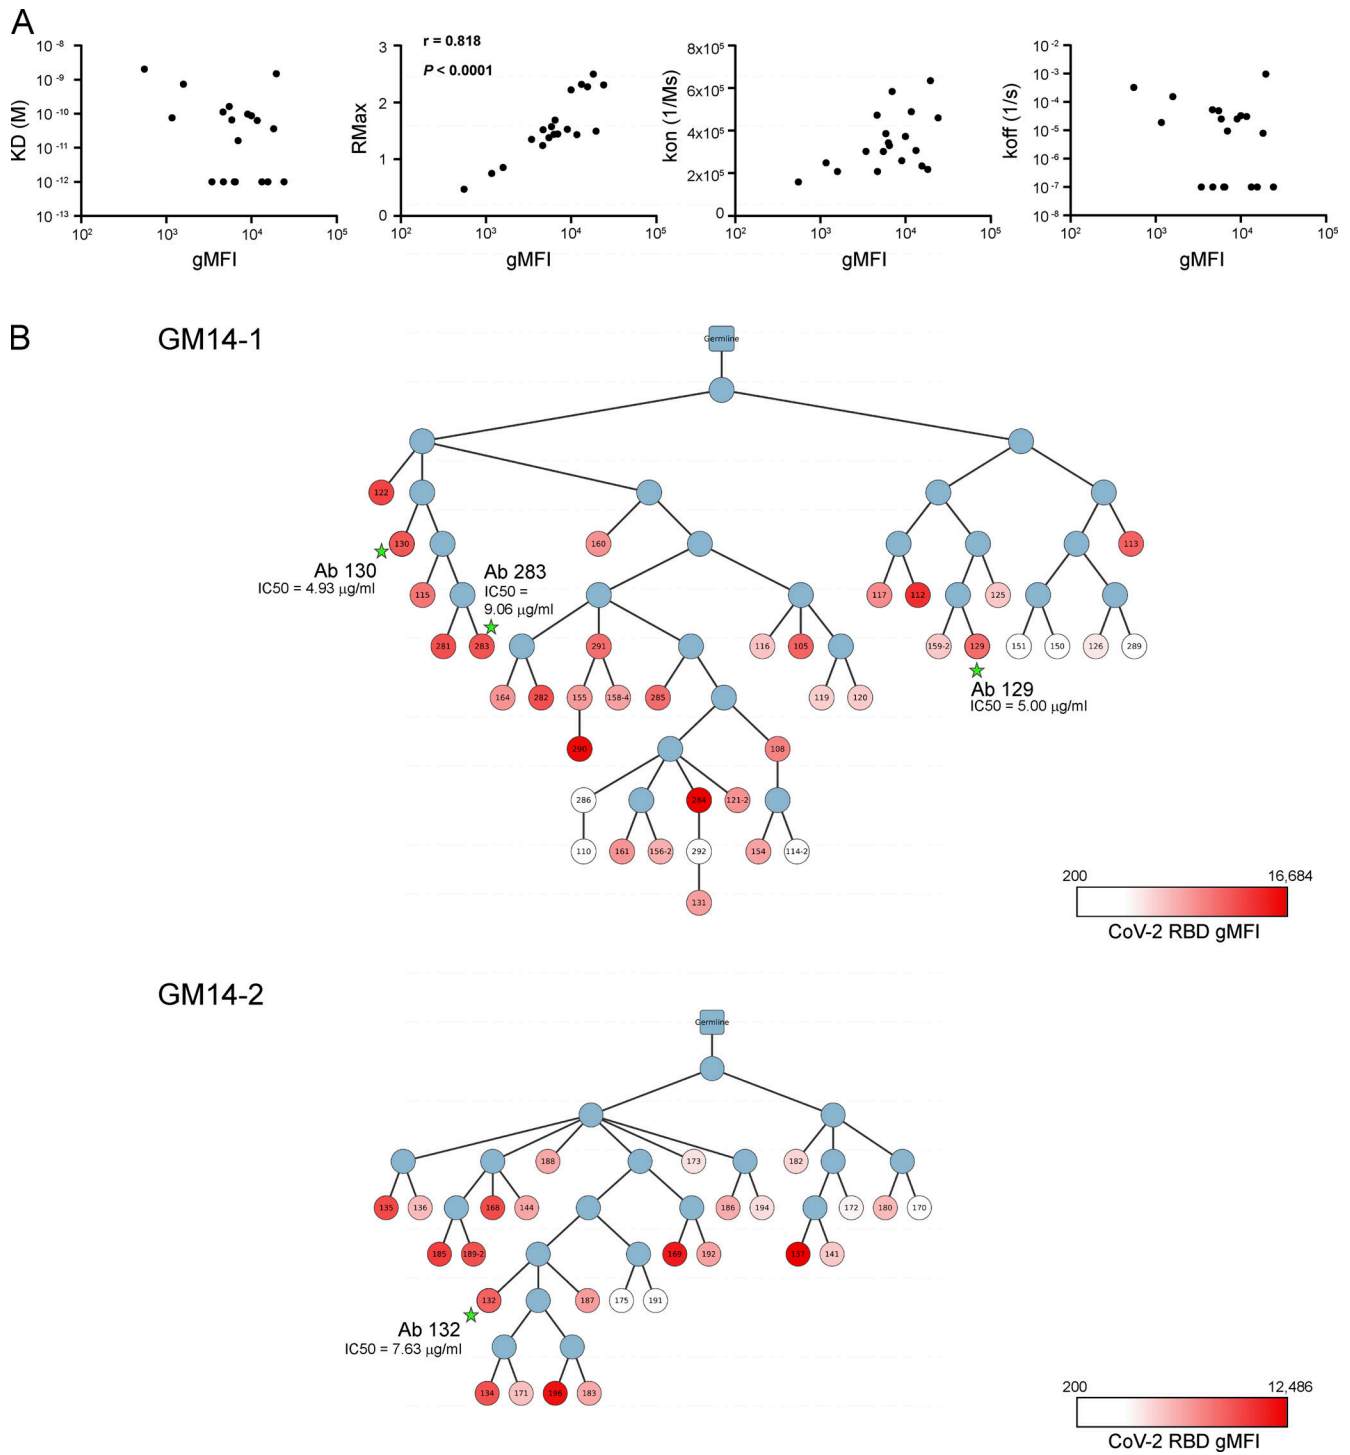 A
10⁻⁸
10⁻⁹
10⁻¹⁰
10⁻¹¹
10⁻¹²
10⁻¹³
KD (M)
10² 10³ 10⁴ 10⁵
gMFI
r = 0.818
P < 0.0001
3
2
1
0
RMax
10² 10³ 10⁴ 10⁵
gMFI
8x10⁵
6x10⁵
4x10⁵
2x10⁵
0
kon (1/Ms)
10² 10³ 10⁴ 10⁵
gMFI
10⁻²
10⁻³
10⁻⁴
10⁻⁵
10⁻⁶
10⁻⁷
10⁻⁸
koff (1/s)
10² 10³ 10⁴ 10⁵
gMFI
B
GM14-1
Germline
122
130 160 113
Ab 130
IC50 = 4.93 µg/ml
Ab 283
IC50 =
9.06 µg/ml
115 117 112 125
281 283 291 116 105 159-2 129 151 150 126 289
Ab 129
IC50 = 5.00 µg/ml
164 282 155 158-4 285 119 120
290 108
286 284 121-2
110 161 156-2 292 154 114-2
131
200 16,684
CoV-2 RBD gMFI
GM14-2
Germline
188 173 182
135 136 168 144 186 194 172 180 170
185 189-2 169 192 137 141
132 187 175 191
Ab 132
IC50 = 7.63 µg/ml
134 171 196 183
200 12,486
CoV-2 RBD gMFI